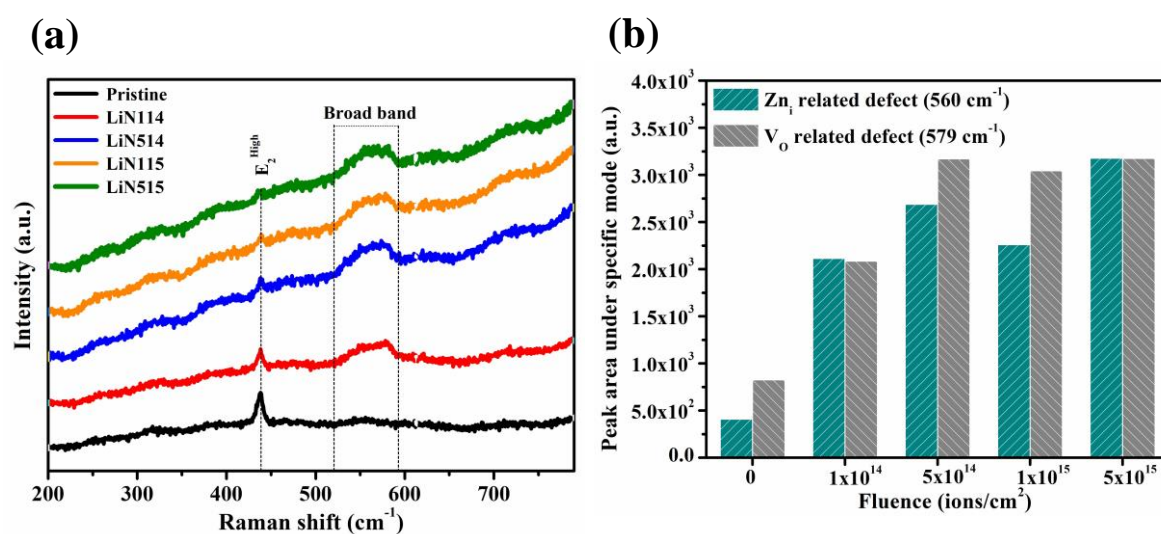 (a)
Pristine
LiN114
LiN514
LiN115
LiN515
Broad band
E₂ᴴⁱᵍʰ
Intensity (a.u.)
200 300 400 500 600 700
Raman shift (cm⁻¹)
(b)
Znᵢ related defect (560 cm⁻¹)
V_O related defect (579 cm⁻¹)
Peak area under specific mode (a.u.)
4.0x10³
3.5x10³
3.0x10³
2.5x10³
2.0x10³
1.5x10³
1.0x10³
5.0x10²
0.0
0 1x10¹⁴ 5x10¹⁴ 1x10¹⁵ 5x10¹⁵
Fluence (ions/cm²)